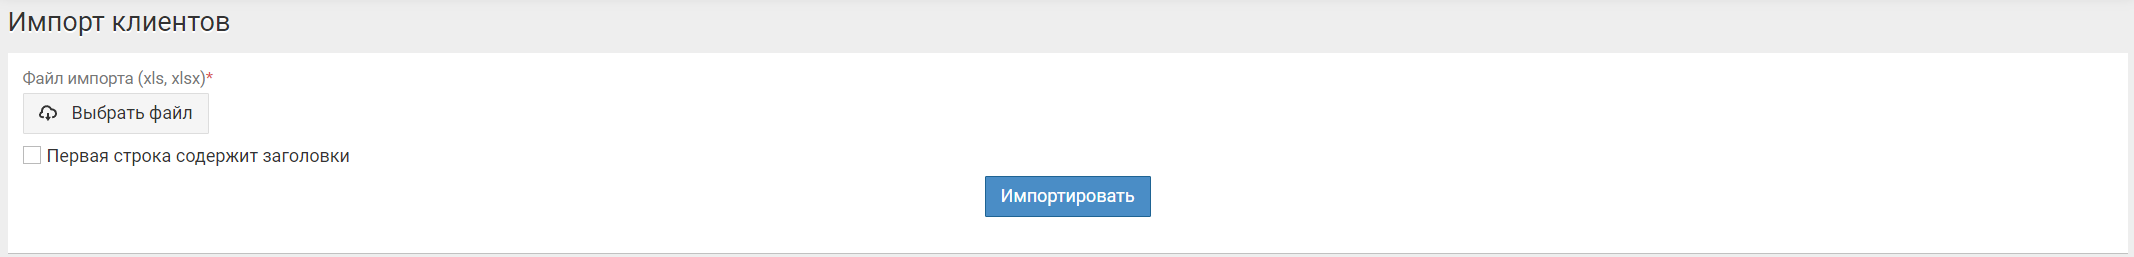 Импорт клиентов
Файл импорта (xls, xlsx)*
Выбрать файл
Первая строка содержит заголовки
Импортировать